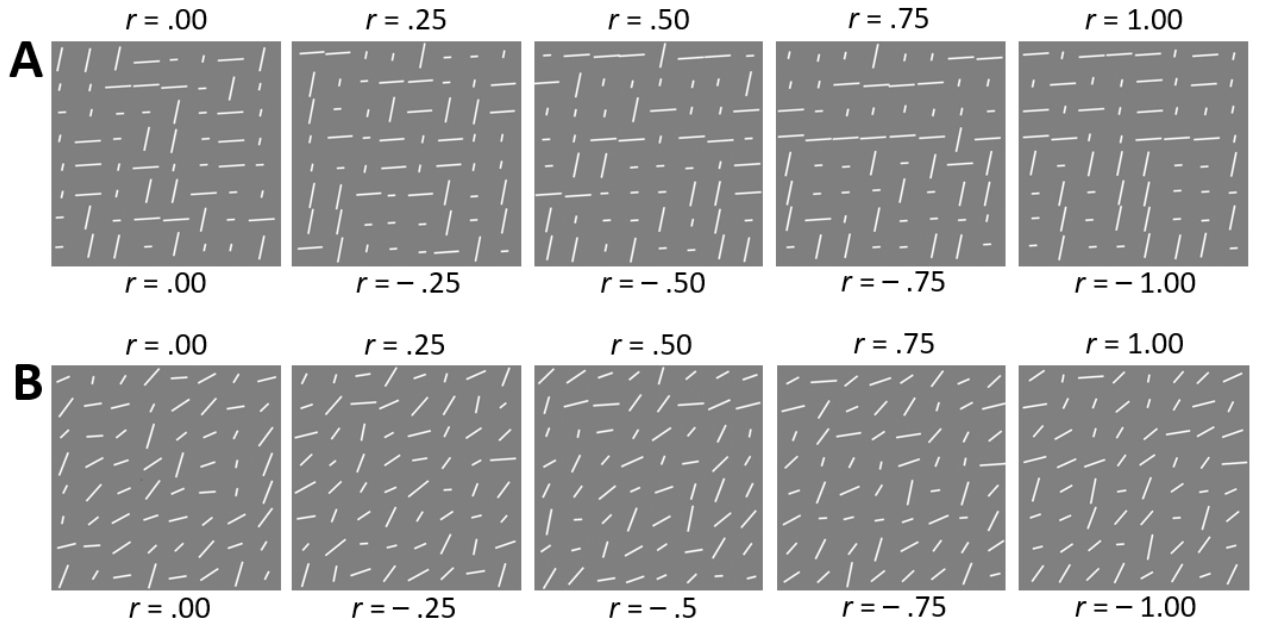 r = .00 r = .25 r = .50 r = .75 r = 1.00
A
r = .00 r = – .25 r = – .50 r = – .75 r = – 1.00
r = .00 r = .25 r = .50 r = .75 r = 1.00
B
r = .00 r = – .25 r = – .5 r = – .75 r = – 1.00